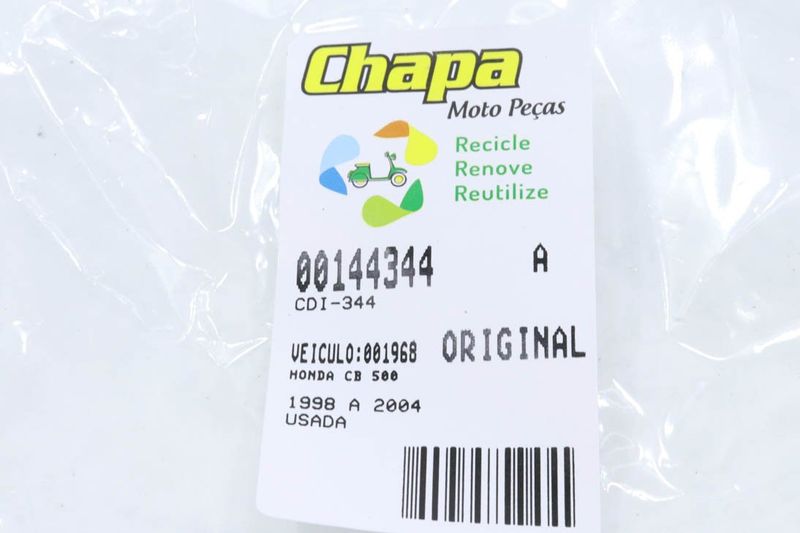 Chapa
Moto Peças
Recicle
Renove
Reutilize
00144344 A
CDI-344
VEICULO:001968 ORIGINAL
HONDA CB 500
1998 A 2004
USADA